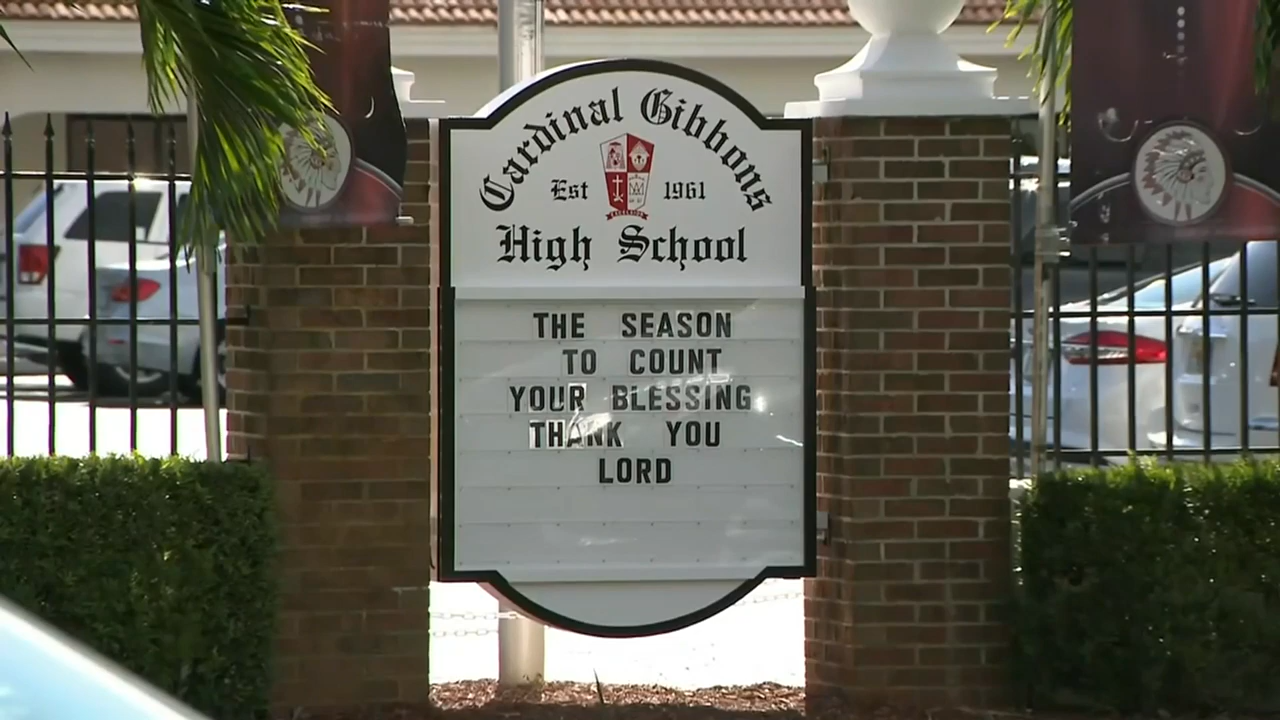 Cardinal Gibbons
Est 1961
High School
THE SEASON
TO COUNT
YOUR BLESSING
THANK YOU
LORD